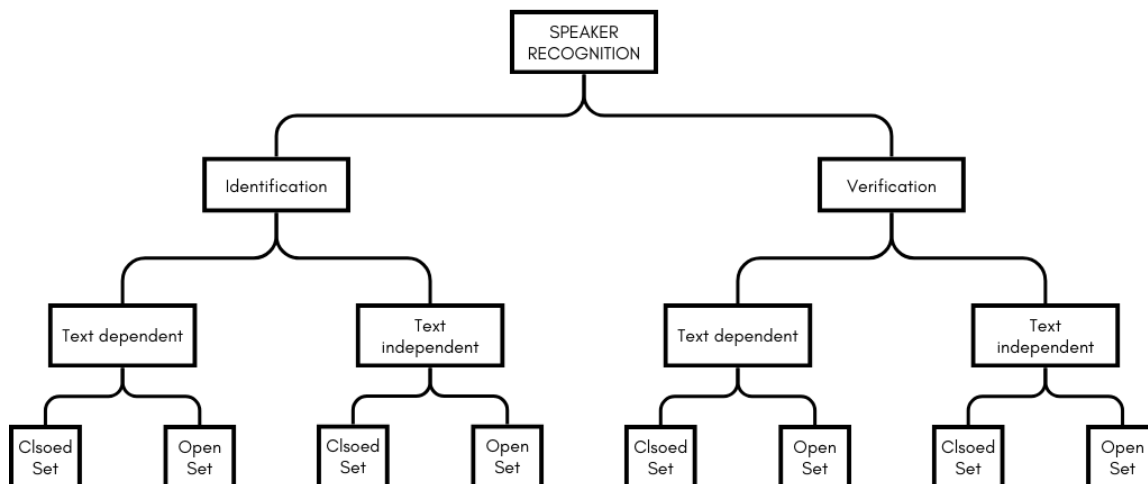 SPEAKER
RECOGNITION
Identification
Verification
Text dependent
Text
independent
Text dependent
Text
independent
Clsoed
Set
Open
Set
Clsoed
Set
Open
Set
Clsoed
Set
Open
Set
Clsoed
Set
Open
Set